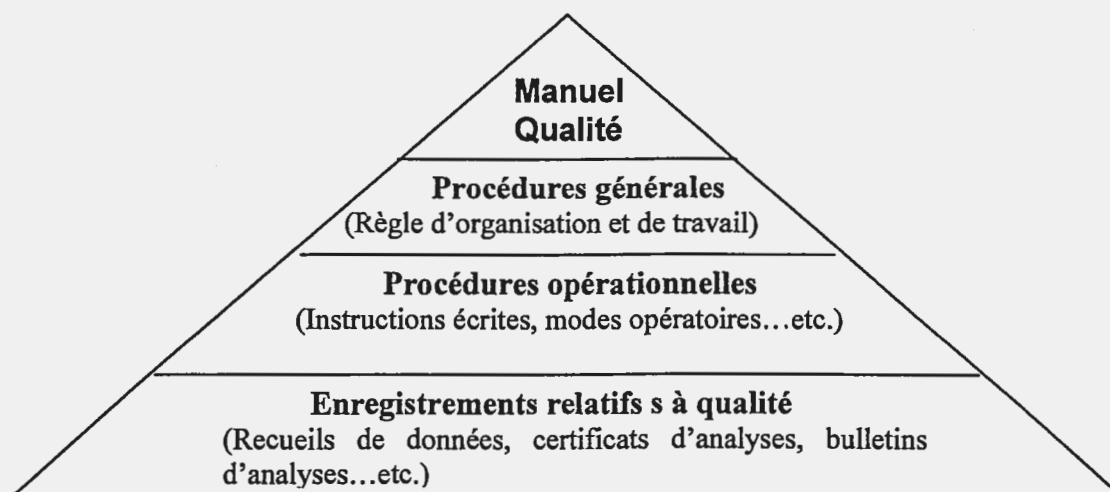 Manuel
Qualité
Procédures générales
(Règle d'organisation et de travail)
Procédures opérationnelles
(Instructions écrites, modes opératoires…etc.)
Enregistrements relatifs s à qualité
(Recueils de données, certificats d'analyses, bulletins
d'analyses…etc.)